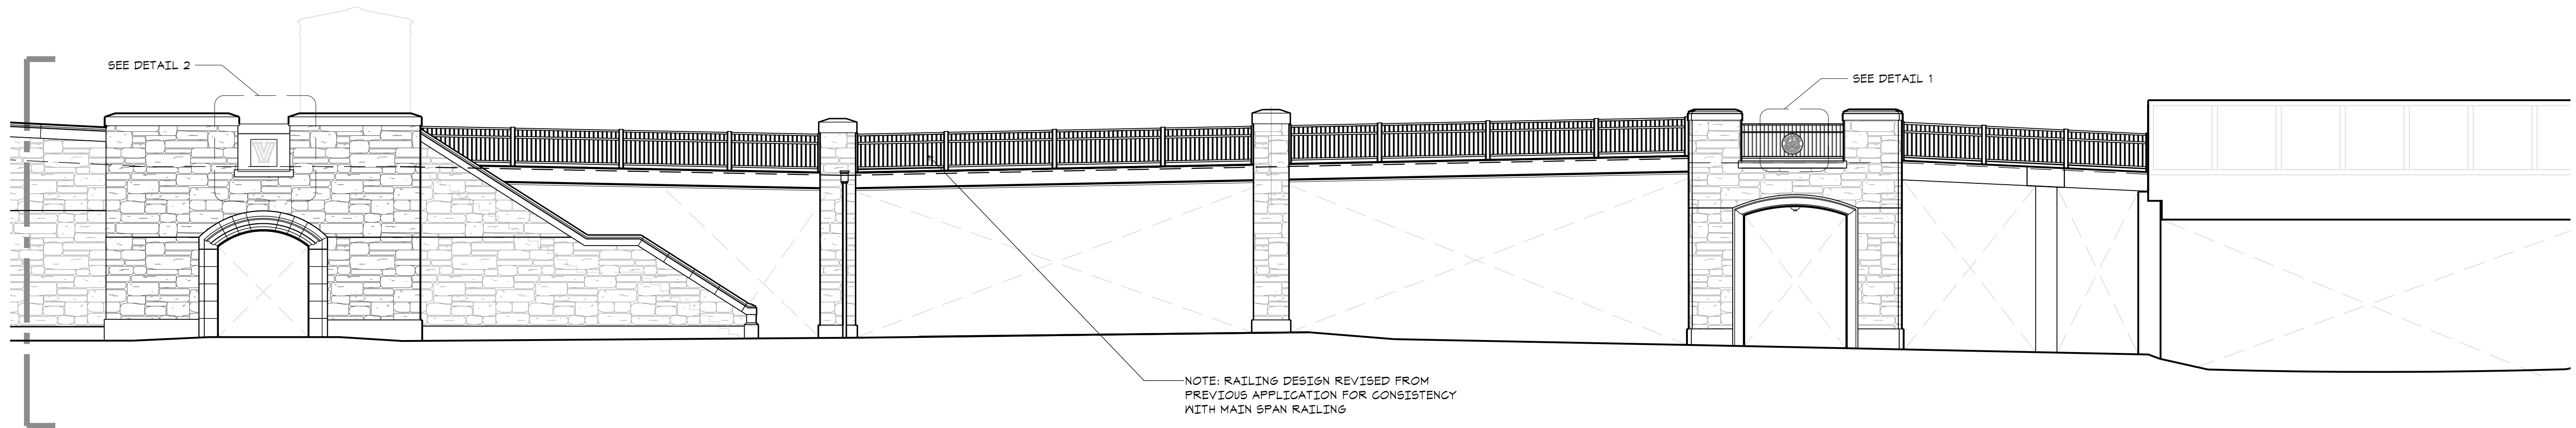 SEE DETAIL 2
SEE DETAIL 1
V
NOTE: RAILING DESIGN REVISED FROM
PREVIOUS APPLICATION FOR CONSISTENCY
WITH MAIN SPAN RAILING